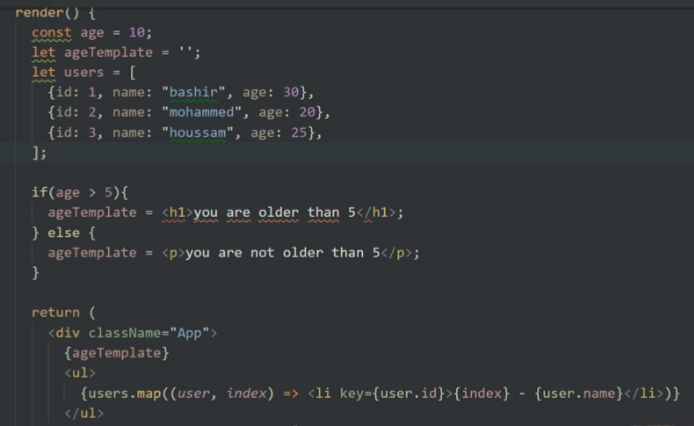 render() {
const age = 10;
let ageTemplate = '';
let users = [
{id: 1, name: "bashir", age: 30},
{id: 2, name: "mohammed", age: 20},
{id: 3, name: "houssam", age: 25},
];
if(age > 5){
ageTemplate = <h1>you are older than 5</h1>;
} else {
ageTemplate = <p>you are not older than 5</p>;
}
return (
<div className="App">
{ageTemplate}
<ul>
{users.map((user, index) => <li key={user.id}>{index} - {user.name}</li>)}
</ul>